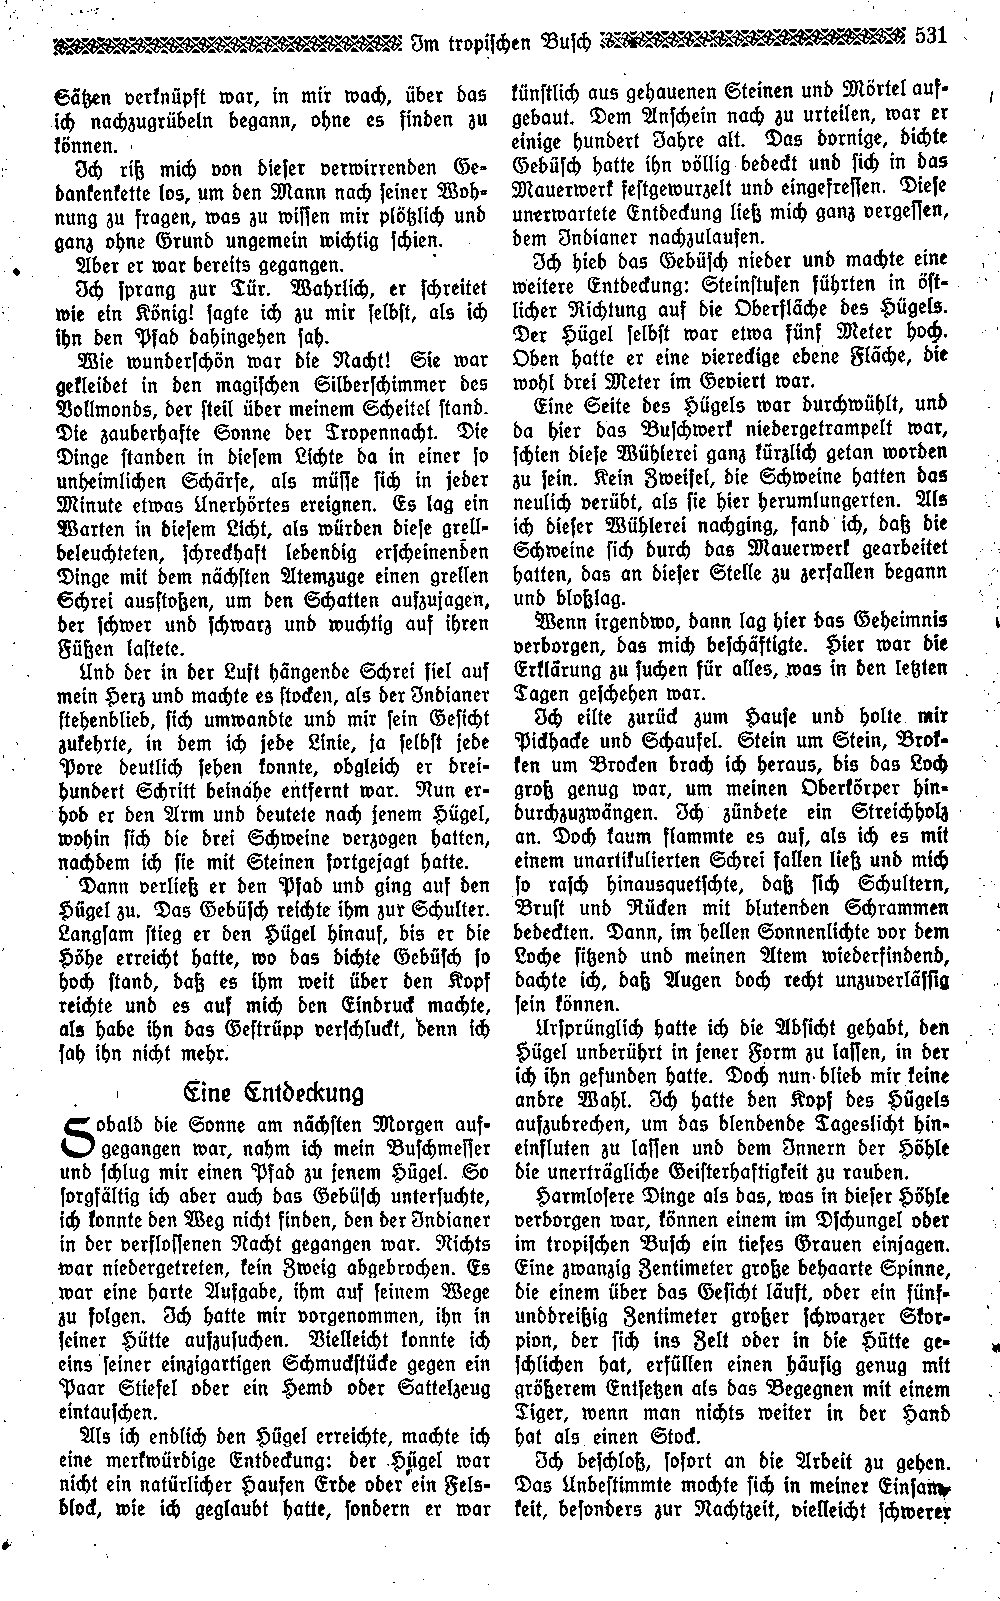 Im tropischen Busch 531
Sätzen verknüpft war, in mir wach, über das
ich nachzugrübeln begann, ohne es finden zu
können.
Ich riß mich von dieser verwirrenden Ge-
dankenkette los, um den Mann nach seiner Woh-
nung zu fragen, was zu wissen mir plötzlich und
ganz ohne Grund ungemein wichtig schien.
Aber er war bereits gegangen.
Ich sprang zur Tür. Wahrlich, er schreitet
wie ein König! sagte ich zu mir selbst, als ich
ihn den Pfad dahingehen sah.
Wie wunderschön war die Nacht! Sie war
gekleidet in den magischen Silberschimmer des
Vollmonds, der steil über meinem Scheitel stand.
Die zauberhafte Sonne der Tropennacht. Die
Dinge standen in diesem Lichte da in einer so
unheimlichen Schärfe, als müsse sich in jeder
Minute etwas Unerhörtes ereignen. Es lag ein
Warten in diesem Licht, als würden diese grell-
beleuchteten, schreckhaft lebendig erscheinenden
Dinge mit dem nächsten Atemzuge einen grellen
Schrei ausstoßen, um den Schatten aufzujagen,
der schwer und schwarz und wuchtig auf ihren
Füßen lastete.
Und der in der Luft hängende Schrei fiel auf
mein Herz und machte es stocken, als der Indianer
stehenblieb, sich umwandte und mir sein Gesicht
zukehrte, in dem ich jede Linie, ja selbst jede
Pore deutlich sehen konnte, obgleich er drei-
hundert Schritt beinahe entfernt war. Nun er-
hob er den Arm und deutete nach jenem Hügel,
wohin sich die drei Schweine verzogen hatten,
nachdem ich sie mit Steinen fortgejagt hatte.
Dann verließ er den Pfad und ging auf den
Hügel zu. Das Gebüsch reichte ihm zur Schulter.
Langsam stieg er den Hügel hinauf, bis er die
Höhe erreicht hatte, wo das dichte Gebüsch so
hoch stand, daß es ihm weit über den Kopf
reichte und es auf mich den Eindruck machte,
als habe ihn das Gestrüpp verschluckt, denn ich
sah ihn nicht mehr.
Eine Entdeckung
Sobald die Sonne am nächsten Morgen auf-
gegangen war, nahm ich mein Buschmesser
und schlug mir einen Pfad zu jenem Hügel. So
sorgfältig ich aber auch das Gebüsch untersuchte,
ich konnte den Weg nicht finden, den der Indianer
in der verflossenen Nacht gegangen war. Nichts
war niedergetreten, kein Zweig abgebrochen. Es
war eine harte Aufgabe, ihm auf seinem Wege
zu folgen. Ich hatte mir vorgenommen, ihn in
seiner Hütte aufzusuchen. Vielleicht konnte ich
eins seiner einzigartigen Schmuckstücke gegen ein
Paar Stiefel oder ein Hemd oder Sattelzeug
eintauschen.
Als ich endlich den Hügel erreichte, machte ich
eine merkwürdige Entdeckung: der Hügel war
nicht ein natürlicher Haufen Erde oder ein Fels-
block, wie ich geglaubt hatte, sondern er war
künstlich aus gehauenen Steinen und Mörtel auf-
gebaut. Dem Anschein nach zu urteilen, war er
einige hundert Jahre alt. Das dornige, dichte
Gebüsch hatte ihn völlig bedeckt und sich in das
Mauerwerk festgewurzelt und eingefressen. Diese
unerwartete Entdeckung ließ mich ganz vergessen,
dem Indianer nachzulaufen.
Ich hieb das Gebüsch nieder und machte eine
weitere Entdeckung: Steinstufen führten in öst-
licher Richtung auf die Oberfläche des Hügels.
Der Hügel selbst war etwa fünf Meter hoch.
Oben hatte er eine viereckige ebene Fläche, die
wohl drei Meter im Geviert war.
Eine Seite des Hügels war durchwühlt, und
da hier das Buschwerk niedergetrampelt war,
schien diese Wühlerei ganz kürzlich getan worden
zu sein. Kein Zweifel, die Schweine hatten das
neulich verübt, als sie hier herumlungerten. Als
ich dieser Wühlerei nachging, fand ich, daß die
Schweine sich durch das Mauerwerk gearbeitet
hatten, das an dieser Stelle zu zerfallen begann
und bloßlag.
Wenn irgendwo, dann lag hier das Geheimnis
verborgen, das mich beschäftigte. Hier war die
Erklärung zu suchen für alles, was in den letzten
Tagen geschehen war.
Ich eilte zurück zum Hause und holte mir
Pickhacke und Schaufel. Stein um Stein, Brok-
ken um Brocken brach ich heraus, bis das Loch
groß genug war, um meinen Oberkörper hin-
durchzuzwängen. Ich zündete ein Streichholz
an. Doch kaum flammte es auf, als ich es mit
einem unartikulierten Schrei fallen ließ und mich
so rasch hinausquetschte, daß sich Schultern,
Brust und Rücken mit blutenden Schrammen
bedeckten. Dann, im hellen Sonnenlichte vor dem
Loche sitzend und meinen Atem wiederfindend,
dachte ich, daß Augen doch recht unzuverlässig
sein können.
Ursprünglich hatte ich die Absicht gehabt, den
Hügel unberührt in jener Form zu lassen, in der
ich ihn gefunden hatte. Doch nun blieb mir keine
andre Wahl. Ich hatte den Kopf des Hügels
aufzubrechen, um das blendende Tageslicht hin-
einfluten zu lassen und dem Innern der Höhle
die unerträgliche Geisterhaftigkeit zu rauben.
Harmlosere Dinge als das, was in dieser Höhle
verborgen war, können einem im Dschungel oder
im tropischen Busch ein tiefes Grauen einjagen.
Eine zwanzig Zentimeter große behaarte Spinne,
die einem über das Gesicht läuft, oder ein fünf-
unddreißig Zentimeter großer schwarzer Skor-
pion, der sich ins Zelt oder in die Hütte ge-
schlichen hat, erfüllen einen häufig genug mit
größerem Entsetzen als das Begegnen mit einem
Tiger, wenn man nichts weiter in der Hand
hat als einen Stock.
Ich beschloß, sofort an die Arbeit zu gehen.
Das Unbestimmte mochte sich in meiner Einsam-
keit, besonders zur Nachtzeit, vielleicht schwerer